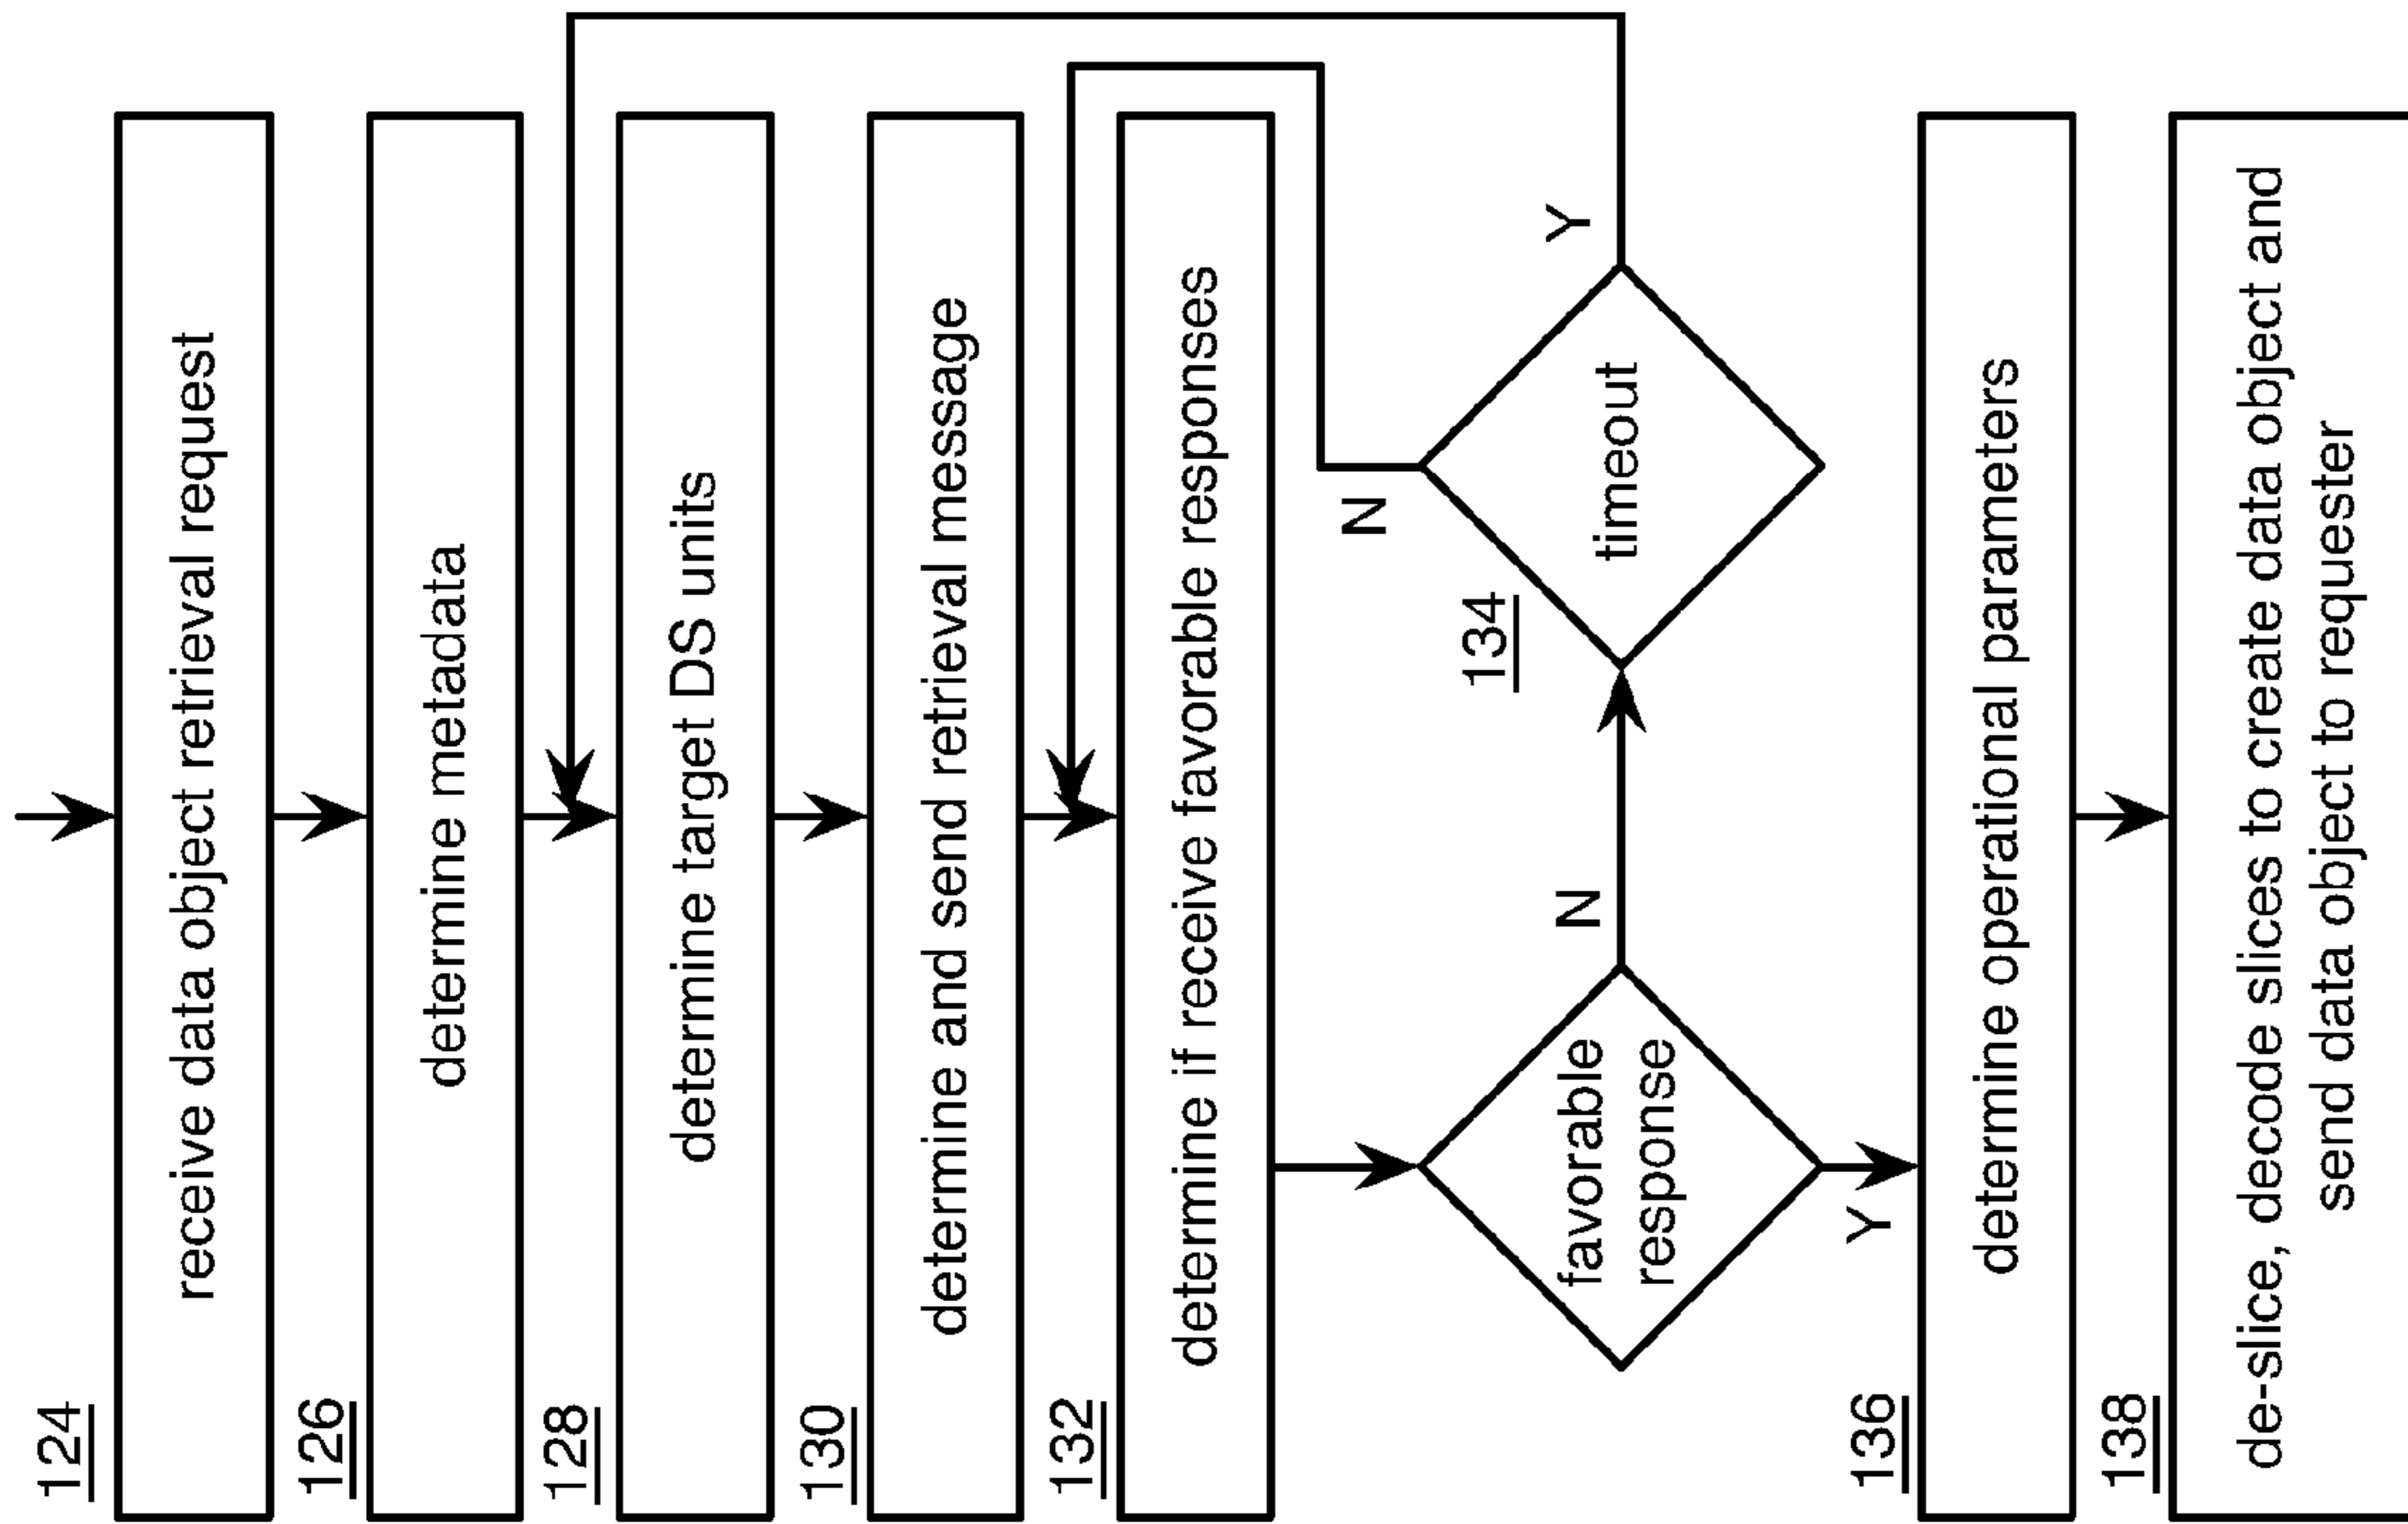 124
receive data object retrieval request
126
determine metadata
128
determine target DS units
130
determine and send retrieval message
132
determine if receive favorable responses
favorable
response
N
134
timeout
N
Y
Y
136
determine operational parameters
138
de-slice, decode slices to create data object and
send data object to requester